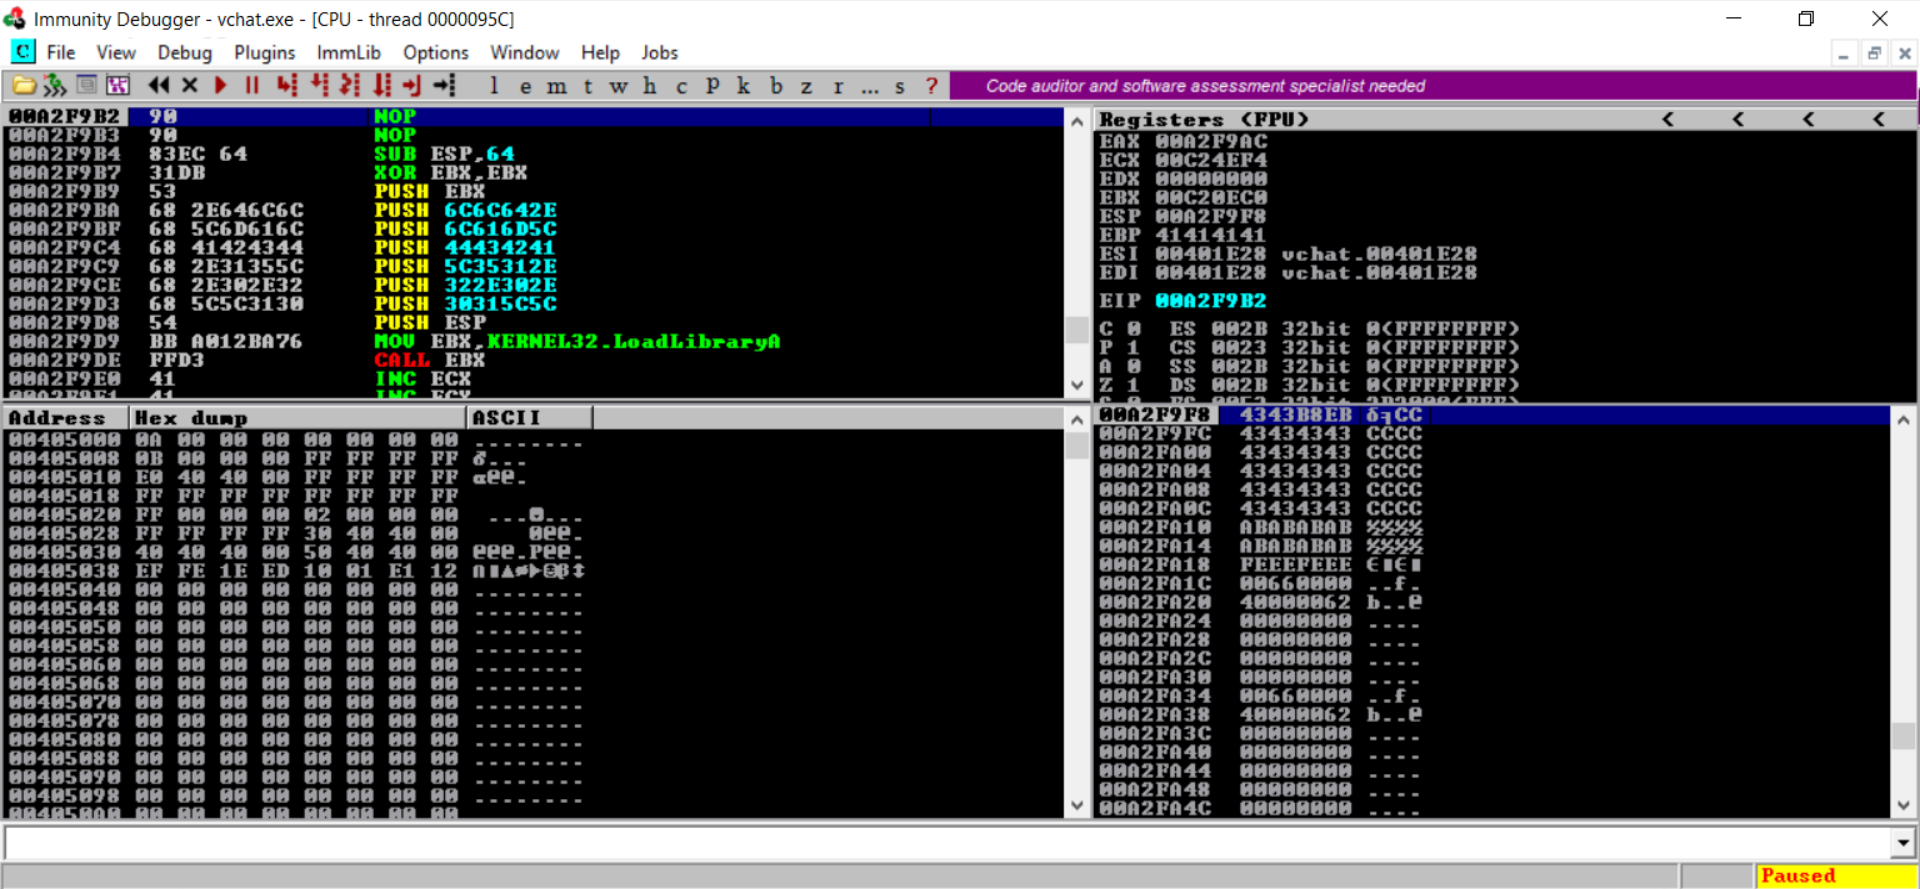 Immunity Debugger - vchat.exe - [CPU - thread 0000095C]
C File View Debug Plugins ImmLib Options Window Help Jobs
l e m t w h c P k b z r ... s ? Code auditor and software assessment specialist needed
00A2F9B2 90 NOP
00A2F9B3 90 NOP
00A2F9B4 83EC 64 SUB ESP,64
00A2F9B7 31DB XOR EBX,EBX
00A2F9B9 53 PUSH EBX
00A2F9BA 68 2E646C6C PUSH 6C6C642E
00A2F9BF 68 5C6D616C PUSH 6C616D5C
00A2F9C4 68 41424344 PUSH 44434241
00A2F9C9 68 2E31355C PUSH 5C35312E
00A2F9CE 68 2E302E32 PUSH 322E302E
00A2F9D3 68 5C5C3130 PUSH 30315C5C
00A2F9D8 54 PUSH ESP
00A2F9D9 BB A012BA76 MOV EBX,KERNEL32.LoadLibraryA
00A2F9DE FFD3 CALL EBX
00A2F9E0 41 INC ECX
00A2F9E1 41 INC ECX
Registers (FPU) < < < <
EAX 00A2F9AC
ECX 00C24EF4
EDX 00000000
EBX 00C20EC0
ESP 00A2F9F8
EBP 41414141
ESI 00401E28 vchat.00401E28
EDI 00401E28 vchat.00401E28
EIP 00A2F9B2
C 0 ES 002B 32bit 0(FFFFFFFF)
P 1 CS 0023 32bit 0(FFFFFFFF)
A 0 SS 002B 32bit 0(FFFFFFFF)
Z 1 DS 002B 32bit 0(FFFFFFFF)
Address Hex dump ASCII
00405000 0A 00 00 00 00 00 00 00 ........
00405008 0B 00 00 00 FF FF FF FF ♂...
00405010 E0 40 40 00 FF FF FF FF α@@.
00405018 FF FF FF FF FF FF FF FF
00405020 FF 00 00 00 02 00 00 00 ...☻...
00405028 FF FF FF FF 30 40 40 00 0@@.
00405030 40 40 40 00 50 40 40 00 @@@.P@@.
00405038 EF FE 1E ED 10 01 E1 12 ∩■▲φ►☺β↕
00405040 00 00 00 00 00 00 00 00 ........
00405048 00 00 00 00 00 00 00 00 ........
00405050 00 00 00 00 00 00 00 00 ........
00405058 00 00 00 00 00 00 00 00 ........
00405060 00 00 00 00 00 00 00 00 ........
00405068 00 00 00 00 00 00 00 00 ........
00405070 00 00 00 00 00 00 00 00 ........
00405078 00 00 00 00 00 00 00 00 ........
00405080 00 00 00 00 00 00 00 00 ........
00405088 00 00 00 00 00 00 00 00 ........
00405090 00 00 00 00 00 00 00 00 ........
00405098 00 00 00 00 00 00 00 00 ........
004050A0 00 00 00 00 00 00 00 00 ........
00A2F9F8 4343B8EB δ╕CC
00A2F9FC 43434343 CCCC
00A2FA00 43434343 CCCC
00A2FA04 43434343 CCCC
00A2FA08 43434343 CCCC
00A2FA0C 43434343 CCCC
00A2FA10 ABABABAB ½½½½
00A2FA14 ABABABAB ½½½½
00A2FA18 FEEEFEEE ε■ε■
00A2FA1C 00660000 ..f.
00A2FA20 40000062 b..@
00A2FA24 00000000 ....
00A2FA28 00000000 ....
00A2FA2C 00000000 ....
00A2FA30 00000000 ....
00A2FA34 00660000 ..f.
00A2FA38 40000062 b..@
00A2FA3C 00000000 ....
00A2FA40 00000000 ....
00A2FA44 00000000 ....
00A2FA48 00000000 ....
00A2FA4C 00000000 ....
Paused